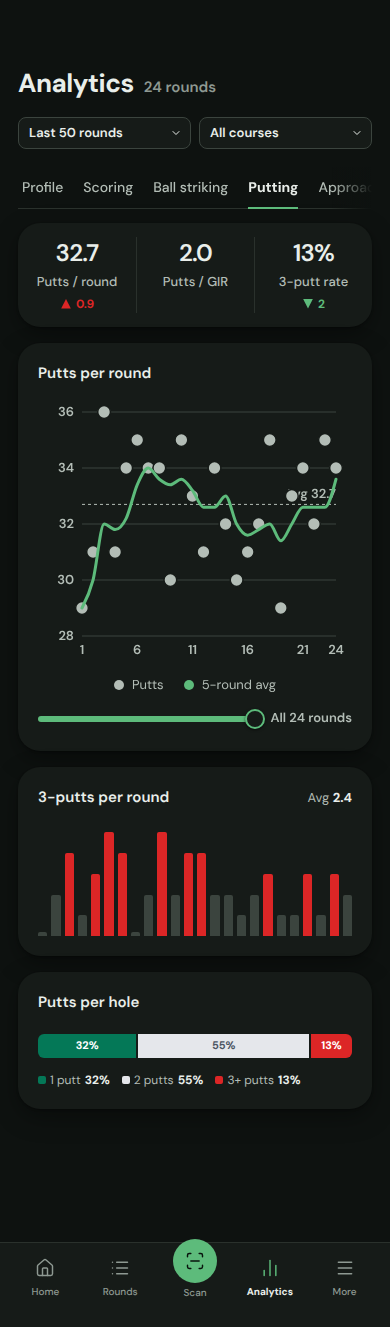 Analytics 24 rounds
Last 50 rounds All courses
Profile Scoring Ball striking Putting
32.7 2.0 13%
Putts / round Putts / GIR 3-putt rate
▲ 0.9 ▼ 2
Putts per round
36
34
32.7
32
30
28
1 6 11 16 21 24
Putts 5-round avg
All 24 rounds
3-putts per round Avg 2.4
Putts per hole
32% 55% 13%
1 putt 32% 2 putts 55% 3+ putts 13%
Home Rounds Scan Analytics More